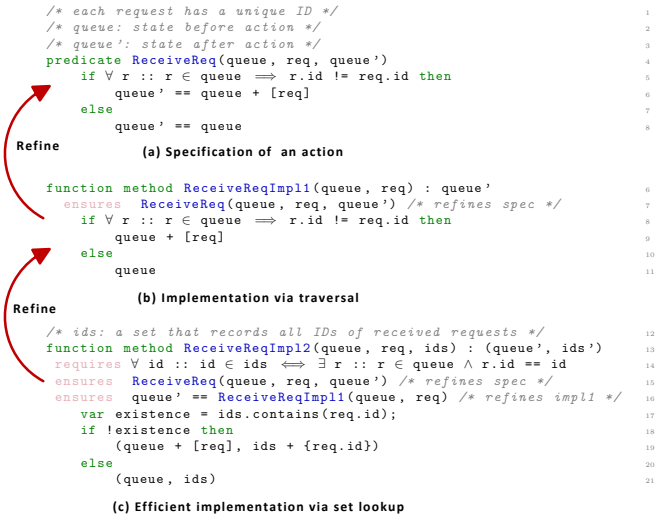 /* each request has a unique ID */ 1
/* queue: state before action */ 2
/* queue': state after action */ 3
predicate ReceiveReq(queue, req, queue') 4
if ∀ r :: r ∈ queue ⟹ r.id != req.id then 5
queue' == queue + [req] 6
else 7
queue' == queue 8
Refine
(a) Specification of an action
function method ReceiveReqImpl1(queue, req) : queue' 6
ensures ReceiveReq(queue, req, queue') /* refines spec */ 7
if ∀ r :: r ∈ queue ⟹ r.id != req.id then 8
queue + [req] 9
else 10
queue 11
(b) Implementation via traversal
Refine
/* ids: a set that records all IDs of received requests */ 12
function method ReceiveReqImpl2(queue, req, ids) : (queue', ids') 13
requires ∀ id :: id ∈ ids ⟺ ∃ r :: r ∈ queue ∧ r.id == id 14
ensures ReceiveReq(queue, req, queue') /* refines spec */ 15
ensures queue' == ReceiveReqImpl1(queue, req) /* refines impl1 */ 16
var existence = ids.contains(req.id); 17
if !existence then 18
(queue + [req], ids + {req.id}) 19
else 20
(queue, ids) 21
(c) Efficient implementation via set lookup